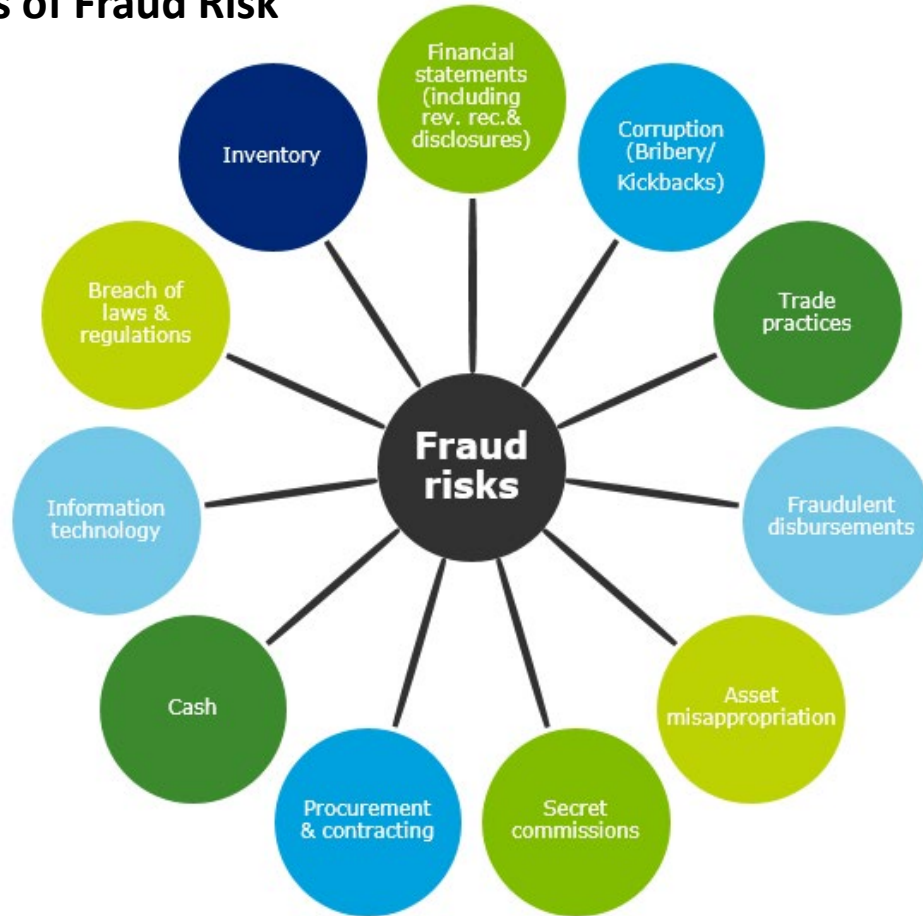 of Fraud Risk
Financial
statements
(including
rev. rec.&
disclosures)
Corruption
(Bribery/
Kickbacks)
Trade
practices
Fraudulent
disbursements
Asset
misappropriation
Secret
commissions
Procurement
& contracting
Cash
Information
technology
Breach of
laws &
regulations
Inventory
Fraud
risks